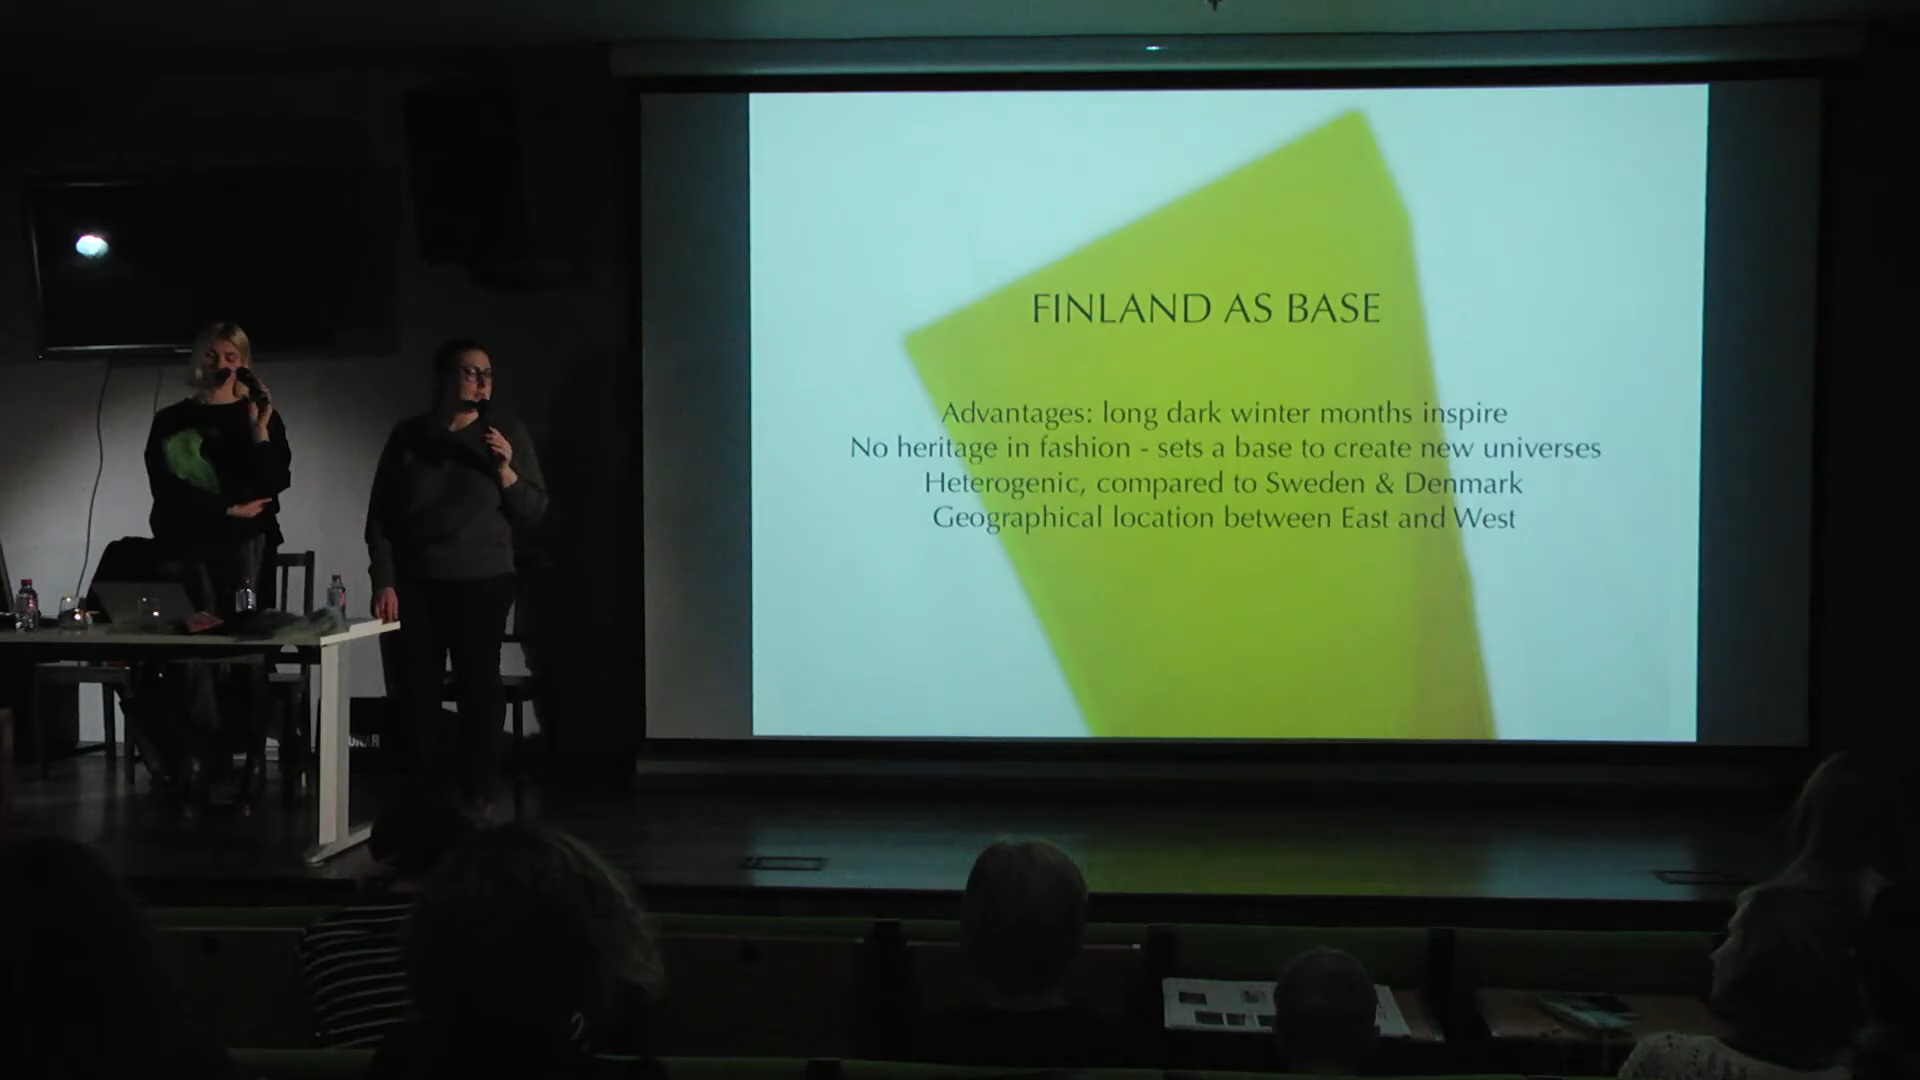 FINLAND AS BASE
Advantages: long dark winter months inspire
No heritage in fashion - sets a base to create new universes
Heterogenic, compared to Sweden & Denmark
Geographical location between East and West